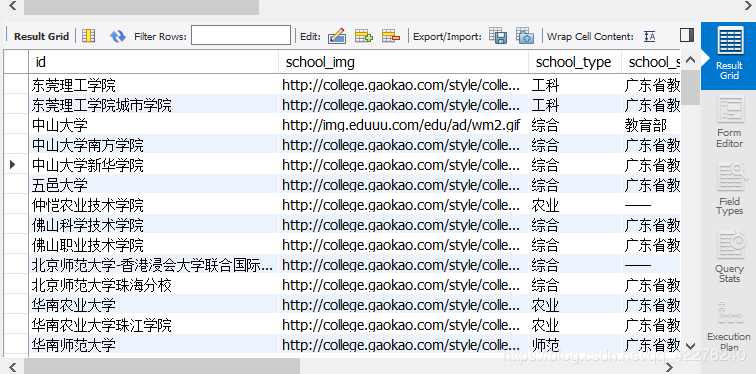 Result Grid Filter Rows: Edit: Export/Import: Wrap Cell Content:
id school_img school_type school_s
东莞理工学院 http://college.gaokao.com/style/colle... 工科 广东省教
东莞理工学院城市学院 http://college.gaokao.com/style/colle... 工科 广东省教
中山大学 http://img.eduuu.com/edu/ad/wm2.gif 综合 教育部
中山大学南方学院 http://college.gaokao.com/style/colle... 综合 广东省教
中山大学新华学院 http://college.gaokao.com/style/colle... 综合 广东省教
五邑大学 http://college.gaokao.com/style/colle... 综合 广东省教
仲恺农业技术学院 http://college.gaokao.com/style/colle... 农业 ——
佛山科学技术学院 http://college.gaokao.com/style/colle... 综合 广东省教
佛山职业技术学院 http://college.gaokao.com/style/colle... 综合 广东省教
北京师范大学-香港浸会大学联合国际... http://college.gaokao.com/style/colle... 综合 ——
北京师范大学珠海分校 http://college.gaokao.com/style/colle... 综合 广东省教
华南农业大学 http://college.gaokao.com/style/colle... 农业 广东省教
华南农业大学珠江学院 http://college.gaokao.com/style/colle... 农业 广东省教
华南师范大学 http://college.gaokao.com/style/colle... 师范 广东省教
Result
Grid
Form
Editor
Field
Types
Query
Stats
Execution
Plan
https://blog.csdn.net/qq_42278240